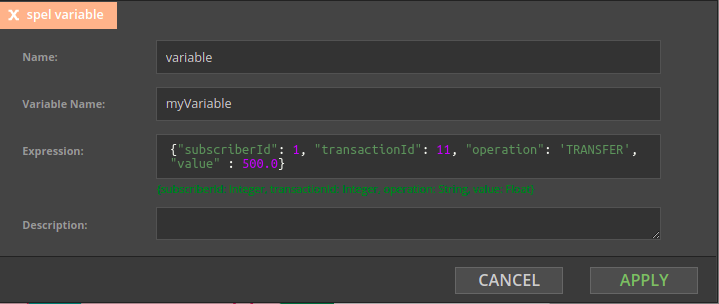 X spel variable
Name:
variable
Variable Name:
myVariable
Expression:
{"subscriberId": 1, "transactionId": 11, "operation": 'TRANSFER',
"value" : 500.0}
{subscriberId: Integer, transactionId: Integer, operation: String, value: Float}
Description:
CANCEL
APPLY